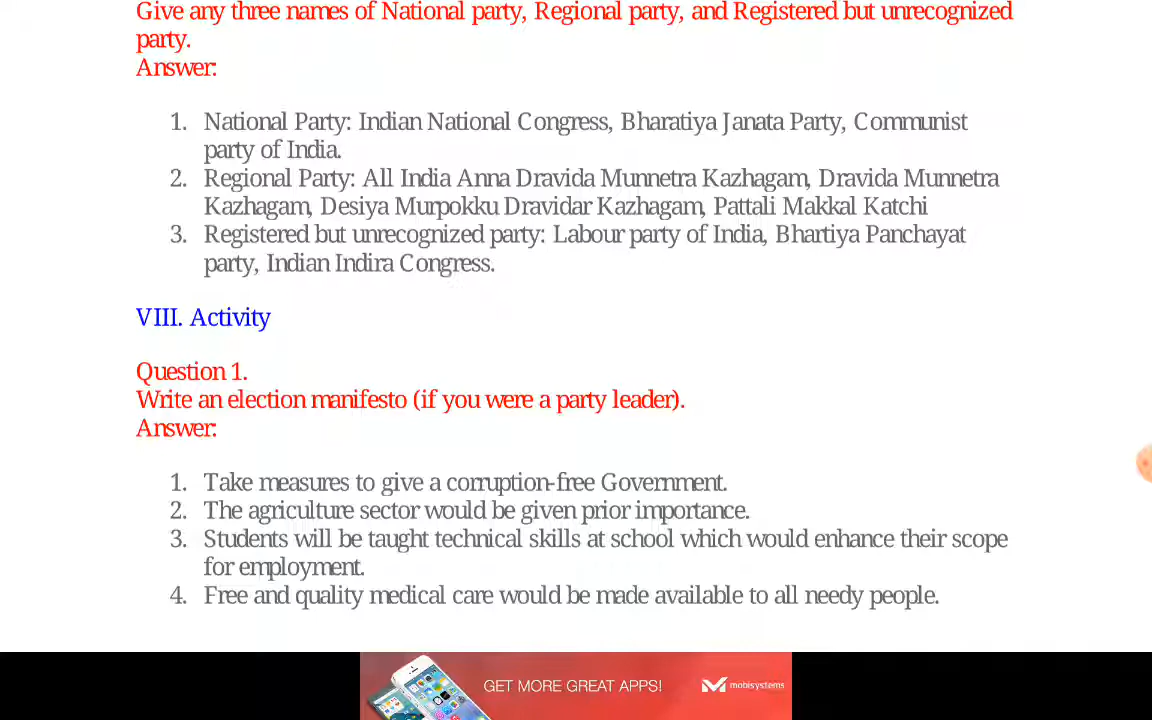 Give any three names of National party, Regional party, and Registered but unrecognized
party.
Answer:
1. National Party: Indian National Congress, Bharatiya Janata Party, Communist
party of India.
2. Regional Party: All India Anna Dravida Munnetra Kazhagam, Dravida Munnetra
Kazhagam, Desiya Murpokku Dravidar Kazhagam, Pattali Makkal Katchi
3. Registered but unrecognized party: Labour party of India, Bhartiya Panchayat
party, Indian Indira Congress.
VIII. Activity
Question 1.
Write an election manifesto (if you were a party leader).
Answer:
1. Take measures to give a corruption-free Government.
2. The agriculture sector would be given prior importance.
3. Students will be taught technical skills at school which would enhance their scope
for employment.
4. Free and quality medical care would be made available to all needy people.
GET MORE GREAT APPS! mobisystems